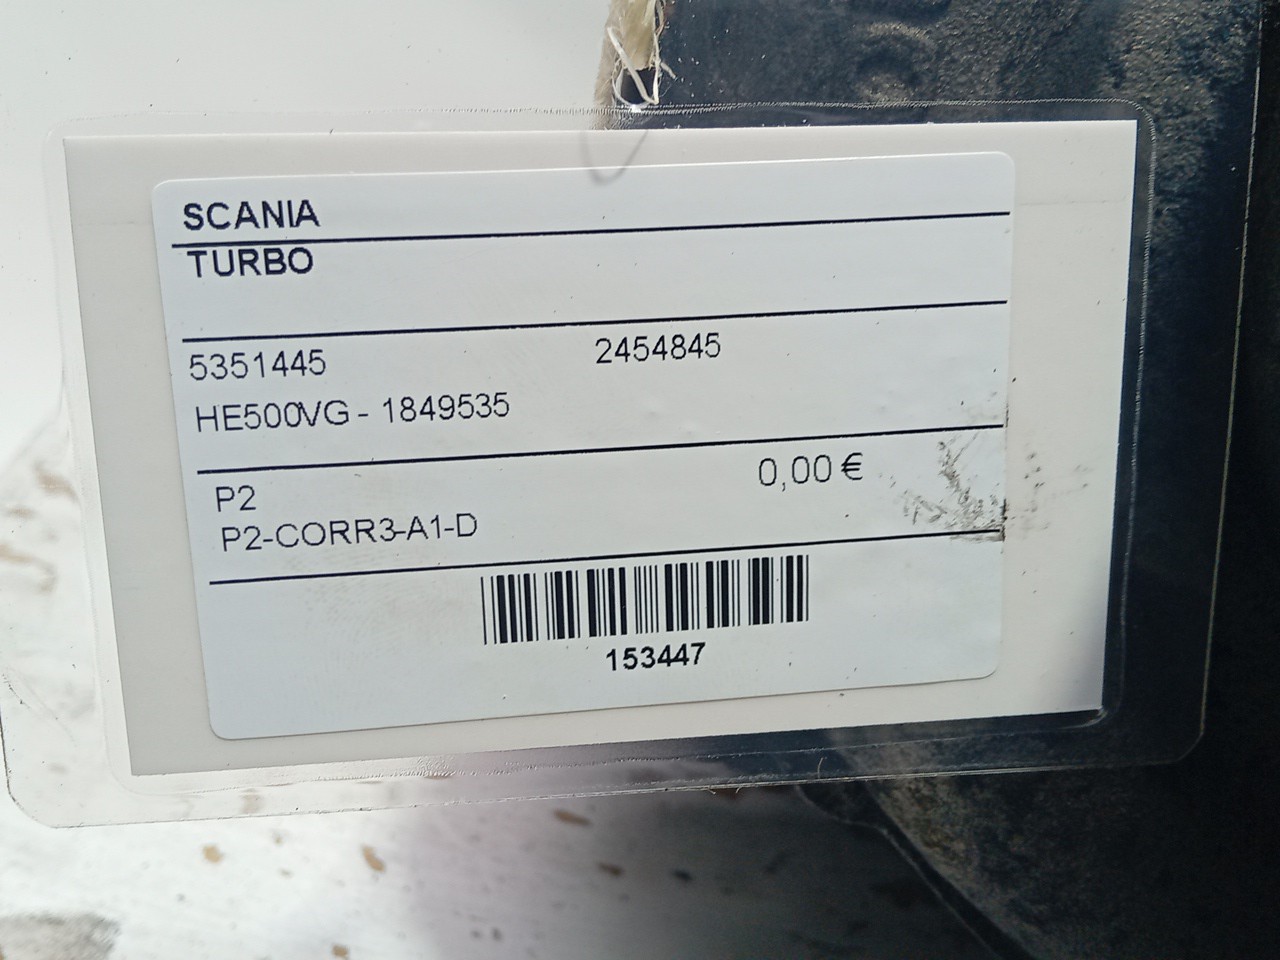 SCANIA
TURBO
5351445 2454845
HE500VG - 1849535
P2 0,00 €
P2-CORR3-A1-D
153447